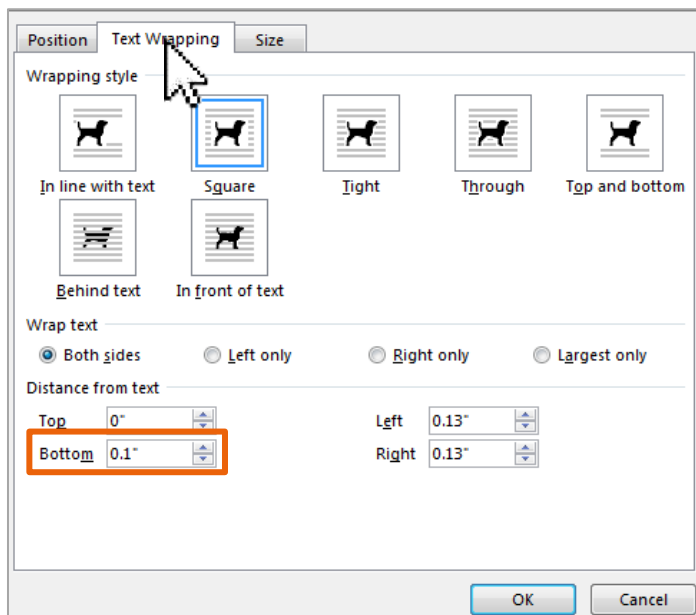 Position Text Wrapping Size
Wrapping style
In line with text Square Tight Through Top and bottom
Behind text In front of text
Wrap text
Both sides Left only Right only Largest only
Distance from text
Top 0" Left 0.13"
Bottom 0.1" Right 0.13"
OK Cancel